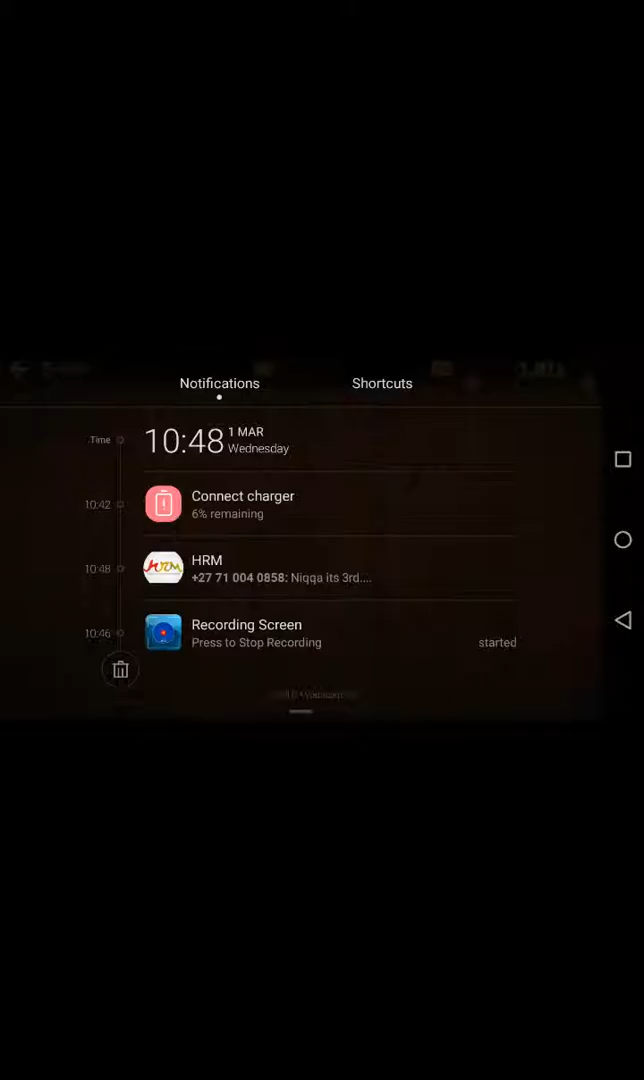 Notifications Shortcuts
Time 10:48 1 MAR
Wednesday
10:42 Connect charger
6% remaining
10:48 HRM
+27 71 004 0858: Niqqa its 3rd....
10:46 Recording Screen
Press to Stop Recording started